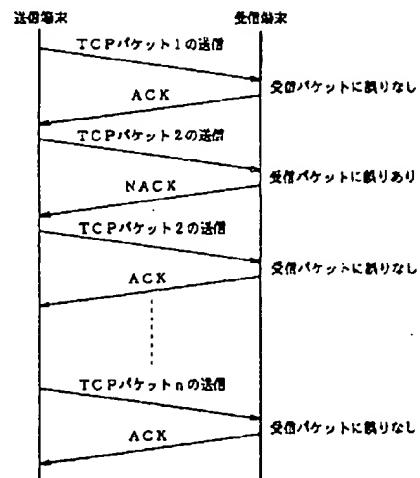 送信端末 受信端末
TCPパケット1の送信
受信パケットに誤りなし
ACK
TCPパケット2の送信
受信パケットに誤りあり
NACK
TCPパケット2の送信
受信パケットに誤りなし
ACK
TCPパケットnの送信
受信パケットに誤りなし
ACK